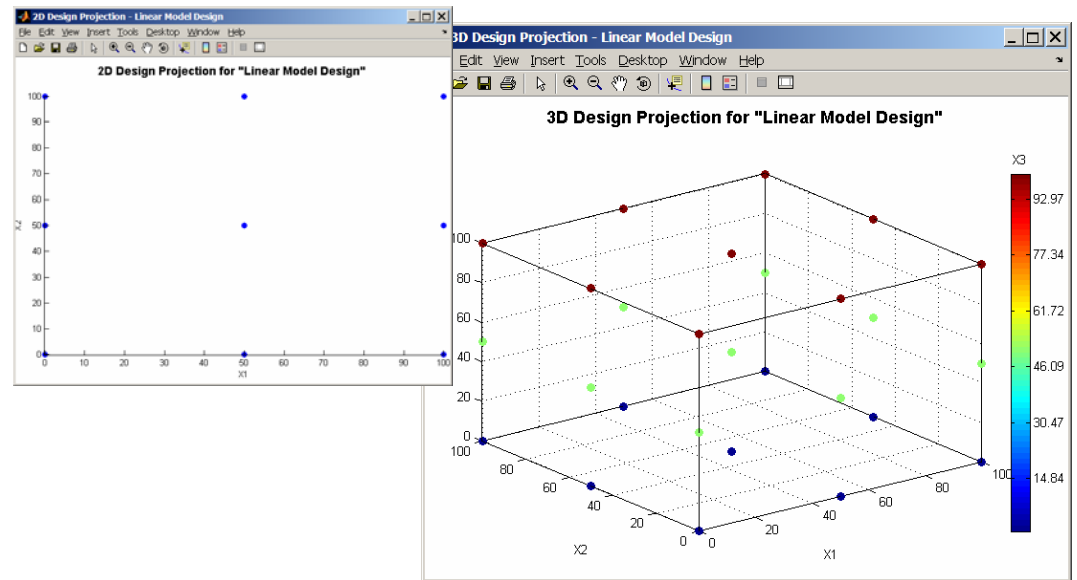 2D Design Projection - Linear Model Design
File Edit View Insert Tools Desktop Window Help
2D Design Projection for "Linear Model Design"
100
90
80
70
60
50
40
30
20
10
0
X2
0 10 20 30 40 50 60 70 80 90 100
X1
3D Design Projection - Linear Model Design
Edit View Insert Tools Desktop Window Help
3D Design Projection for "Linear Model Design"
X3
92.97
77.34
61.72
46.09
30.47
14.84
100
80
60
40
20
0
100
80
60
40
20
0
X2
0
20
40
60
80
100
X1